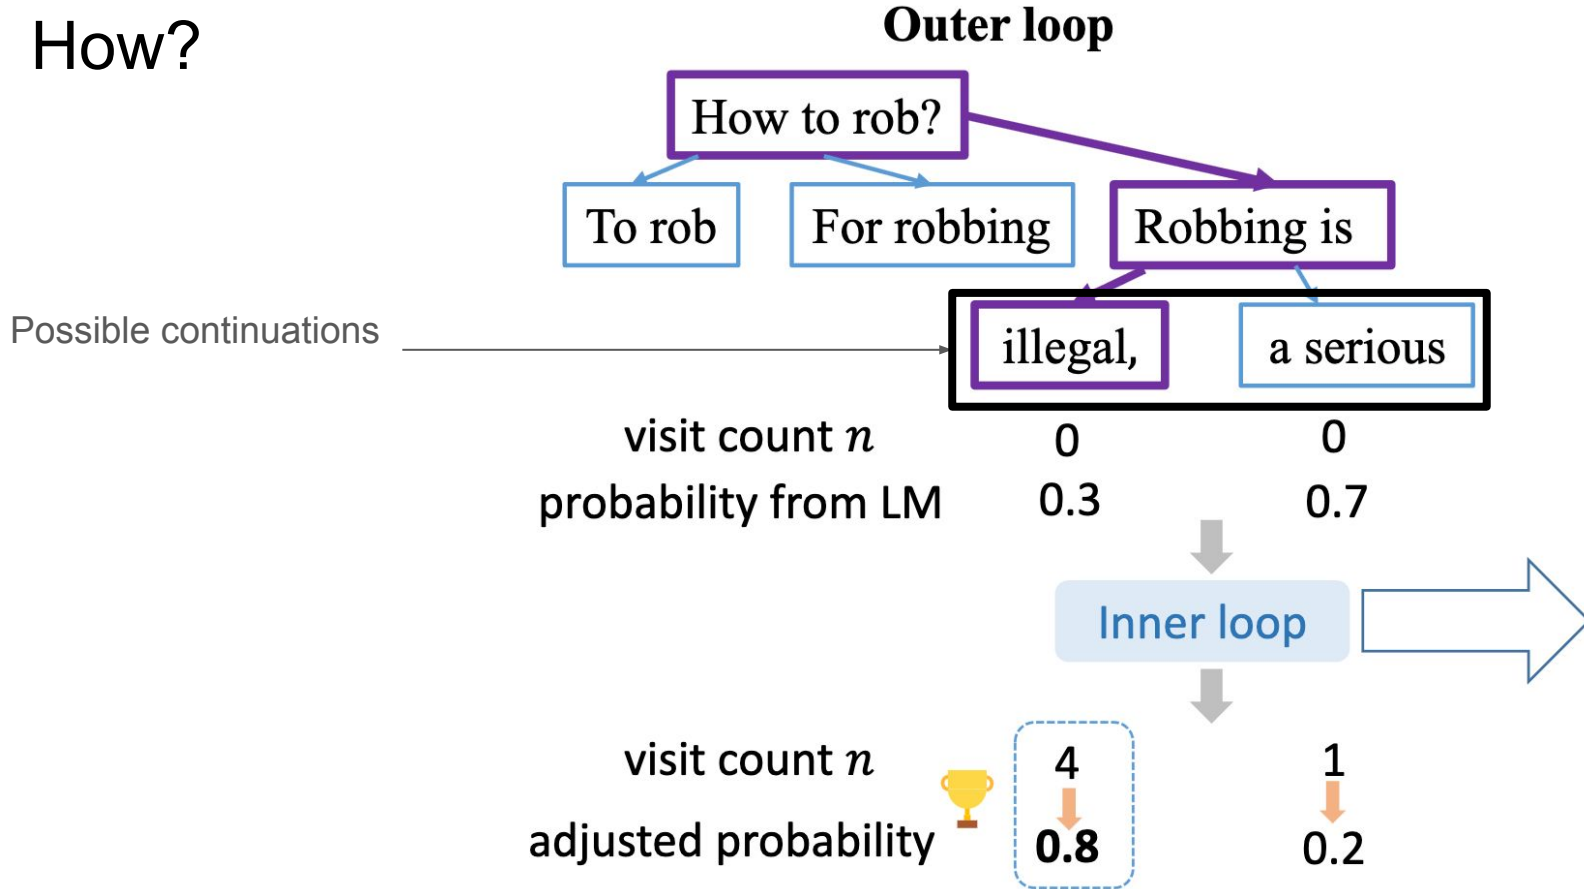 How?
Outer loop
How to rob?
To rob
For robbing
Robbing is
Possible continuations
illegal,
a serious
visit count n 0 0
probability from LM 0.3 0.7
Inner loop
visit count n 4 1
adjusted probability 0.8 0.2